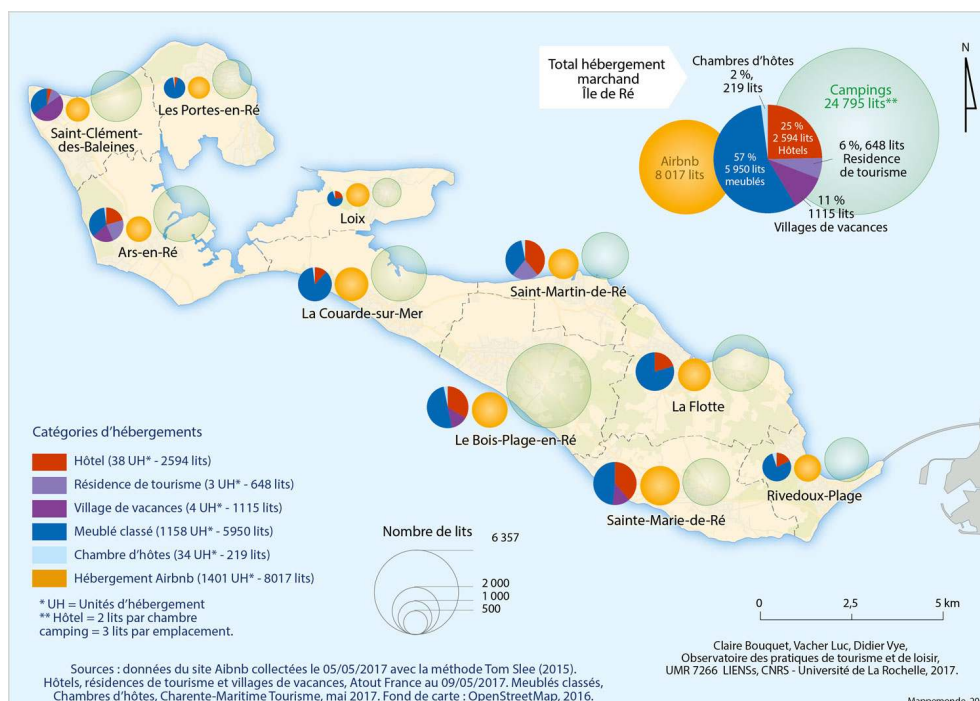 Total hébergement
marchand
Île de Ré
Chambres d'hôtes
2 %,
219 lits
Campings
24 795 lits**
N
25 %
2 594 lits
Hôtels
6 %, 648 lits
Residence
de tourisme
Airbnb
8 017 lits
57 %
5 950 lits
meublés
11 %
1115 lits
Villages de vacances
Les Portes-en-Ré
Saint-Clément-
des-Baleines
Loix
Ars-en-Ré
La Couarde-sur-Mer
Saint-Martin-de-Ré
La Flotte
Le Bois-Plage-en-Ré
Rivedoux-Plage
Sainte-Marie-de-Ré
Catégories d'hébergements
Hôtel (38 UH* - 2594 lits)
Résidence de tourisme (3 UH* - 648 lits)
Village de vacances (4 UH* - 1115 lits)
Meublé classé (1158 UH* - 5950 lits)
Chambre d'hôtes (34 UH* - 219 lits)
Hébergement Airbnb (1401 UH* - 8017 lits)
* UH = Unités d'hébergement
** Hôtel = 2 lits par chambre
camping = 3 lits par emplacement.
Nombre de lits
6 357
2 000
1 000
500
0 2,5 5 km
Claire Bouquet, Vacher Luc, Didier Vye,
Observatoire des pratiques de tourisme et de loisir,
UMR 7266 LIENSs, CNRS - Université de La Rochelle, 2017.
Sources : données du site Aibnb collectées le 05/05/2017 avec la méthode Tom Slee (2015).
Hôtels, résidences de tourisme et villages de vacances, Atout France au 09/05/2017. Meublés classés,
Chambres d'hôtes, Charente-Maritime Tourisme, mai 2017. Fond de carte : OpenStreetMap, 2016.